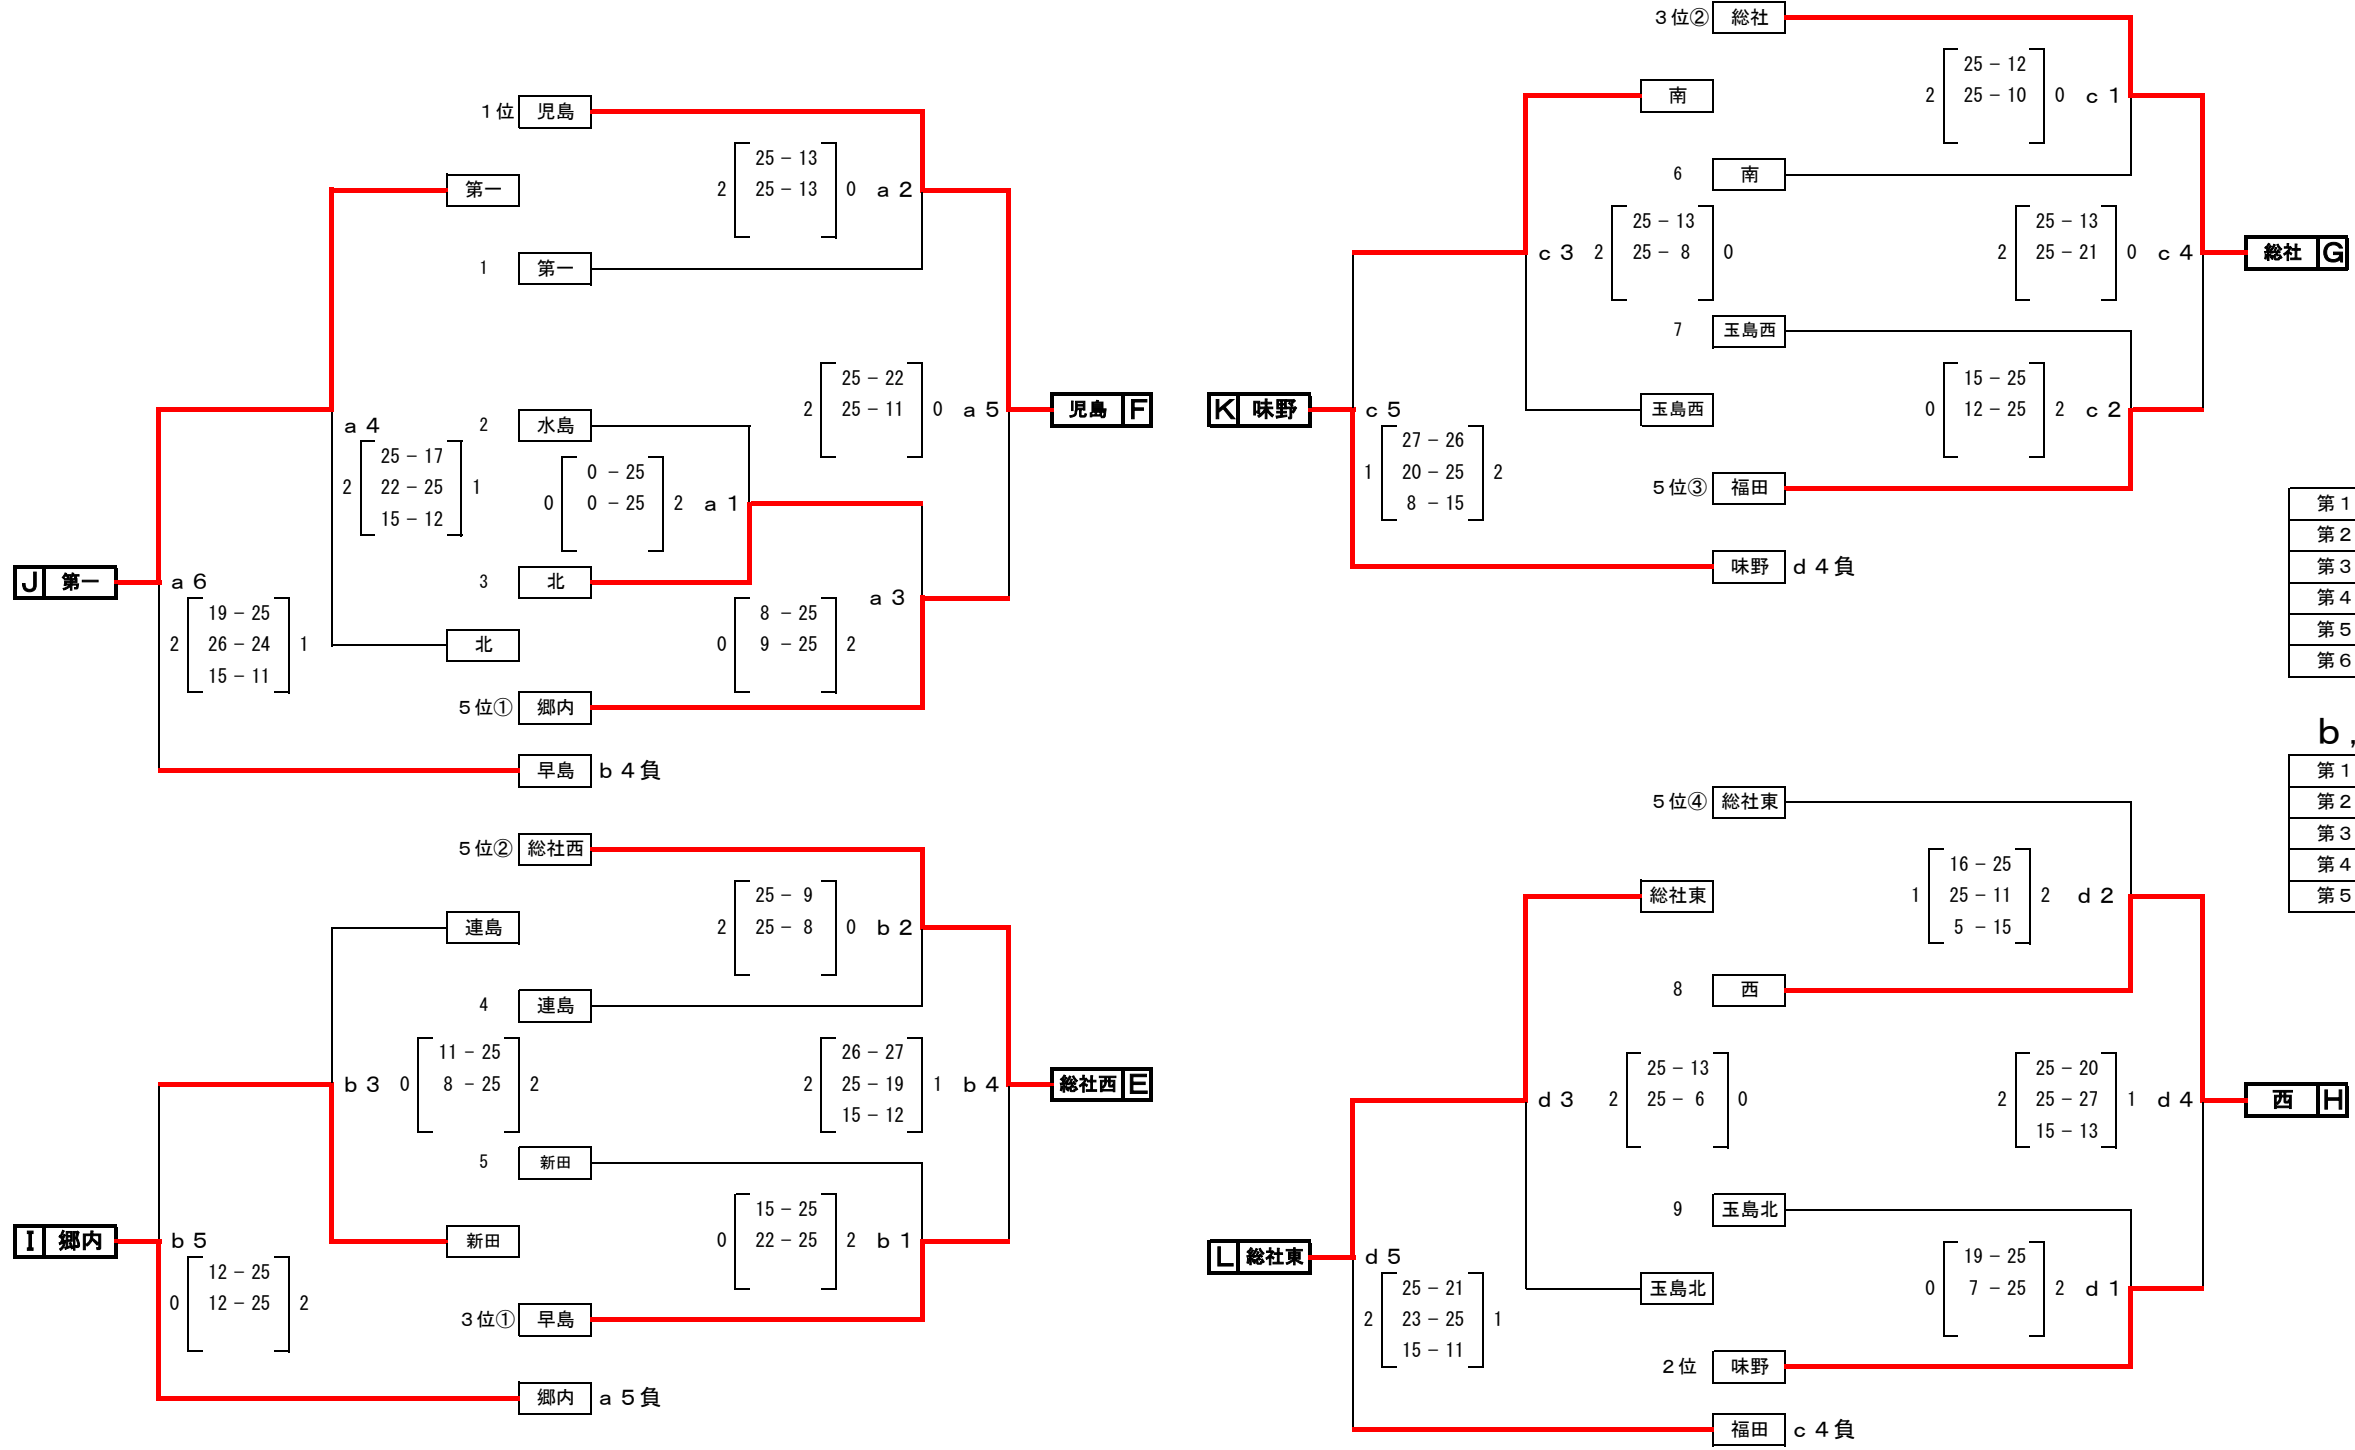 1位 児島
25 - 13
2 25 - 13 0 a2
第一
1 第一
25 - 22
2 25 - 11 0 a5
児島 F
a4
25 - 17
2 22 - 25 1
15 - 12
2 水島
0 - 25
0 0 - 25 2 a1
3 北
J 第一
a6
19 - 25
2 26 - 24 1
15 - 11
北
a3
8 - 25
0 9 - 25 2
5位① 郷内
早島 b4負
5位② 総社西
25 - 9
2 25 - 8 0 b2
連島
4 連島
b3
11 - 25
0 8 - 25 2
26 - 27
2 25 - 19 1 b4
15 - 12
総社西 E
5 新田
15 - 25
0 22 - 25 2 b1
新田
I 郷内
b5
12 - 25
0 12 - 25 2
3位① 早島
郷内 a5負
3位② 総社
25 - 12
2 25 - 10 0 c1
南
6 南
c3
25 - 13
2 25 - 8 0
25 - 13
2 25 - 21 0 c4
総社 G
7 玉島西
15 - 25
0 12 - 25 2 c2
玉島西
K 味野
c5
27 - 26
1 20 - 25 2
8 - 15
5位③ 福田
味野 d4負
5位④ 総社東
16 - 25
1 25 - 11 2 d2
5 - 15
総社東
8 西
d3
25 - 13
2 25 - 6 0
25 - 20
2 25 - 27 1 d4
15 - 13
西 H
9 玉島北
19 - 25
0 7 - 25 2 d1
玉島北
L 総社東
d5
25 - 21
2 23 - 25 1
15 - 11
2位 味野
福田 c4負
第1
第2
第3
第4
第5
第6
b,
第1
第2
第3
第4
第5